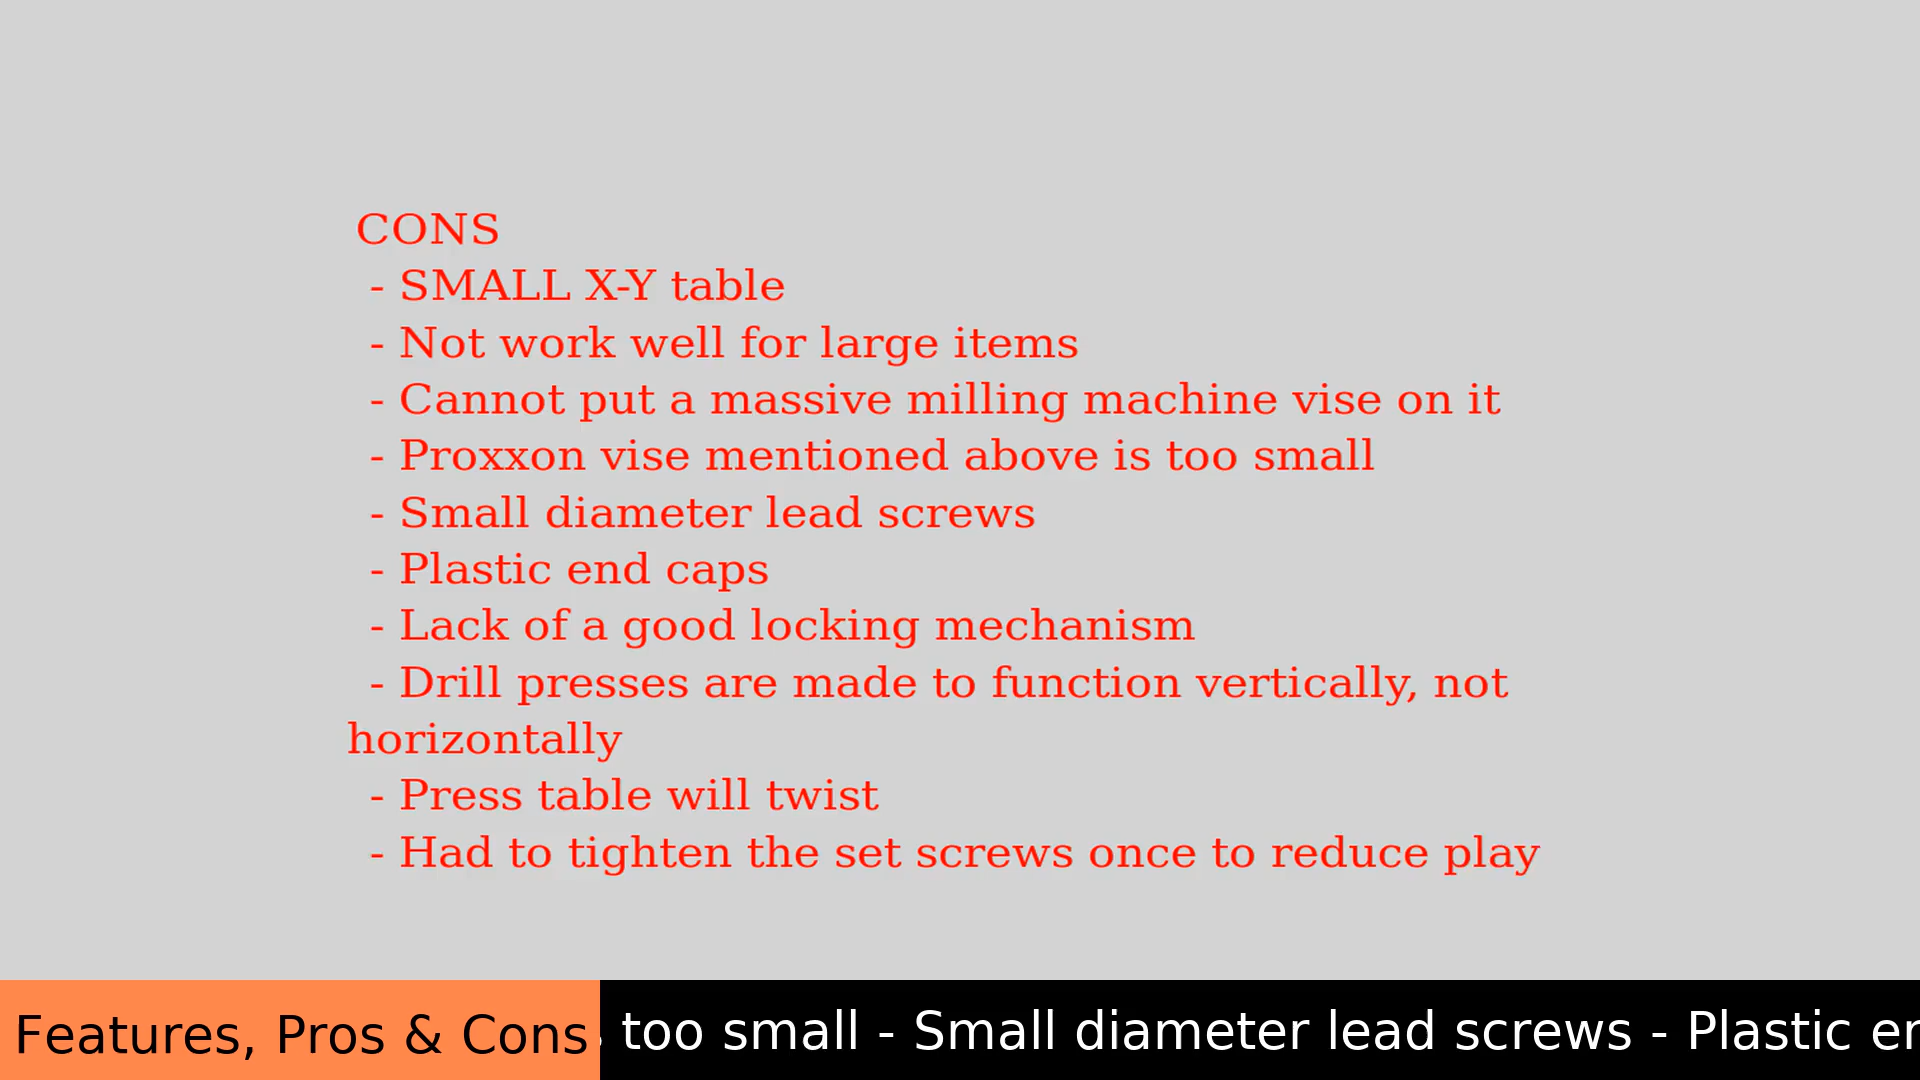 CONS
- SMALL X-Y table
- Not work well for large items
- Cannot put a massive milling machine vise on it
- Proxxon vise mentioned above is too small
- Small diameter lead screws
- Plastic end caps
- Lack of a good locking mechanism
- Drill presses are made to function vertically, not
horizontally
- Press table will twist
- Had to tighten the set screws once to reduce play
Features, Pros & Cons
too small - Small diameter lead screws - Plastic